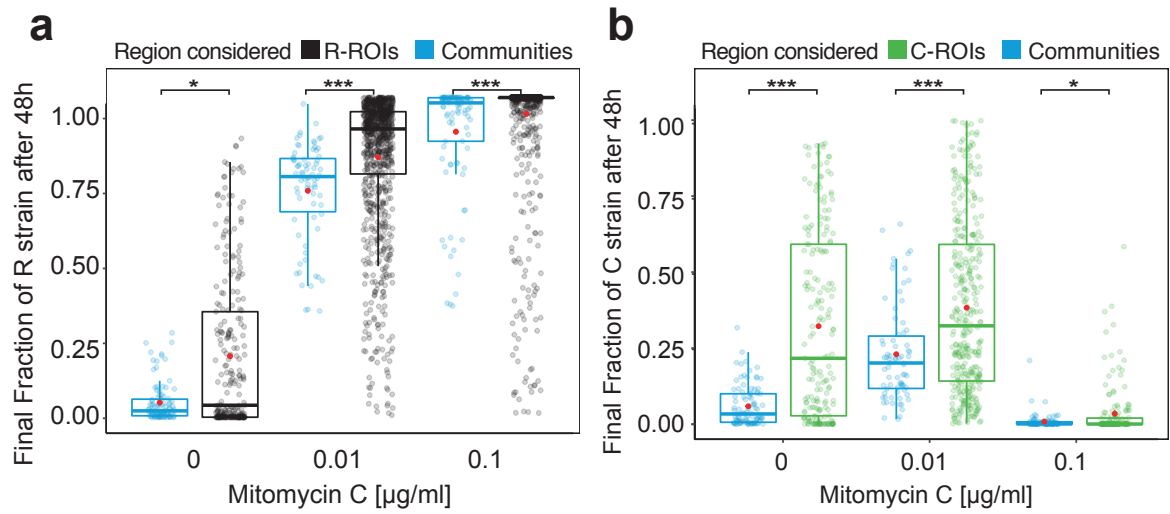 a
Region considered R-ROIs Communities
* *** ***
Final Fraction of R strain after 48h
1.00
0.75
0.50
0.25
0.00
0 0.01 0.1
Mitomycin C [µg/ml]
b
Region considered C-ROIs Communities
*** *** *
Final Fraction of C strain after 48h
1.00
0.75
0.50
0.25
0.00
0 0.01 0.1
Mitomycin C [µg/ml]